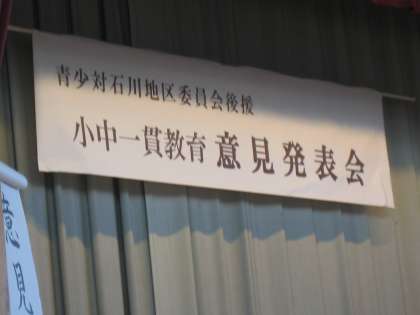 青少対石川地区委員会後援
小中一貫教育 意見発表会
意見